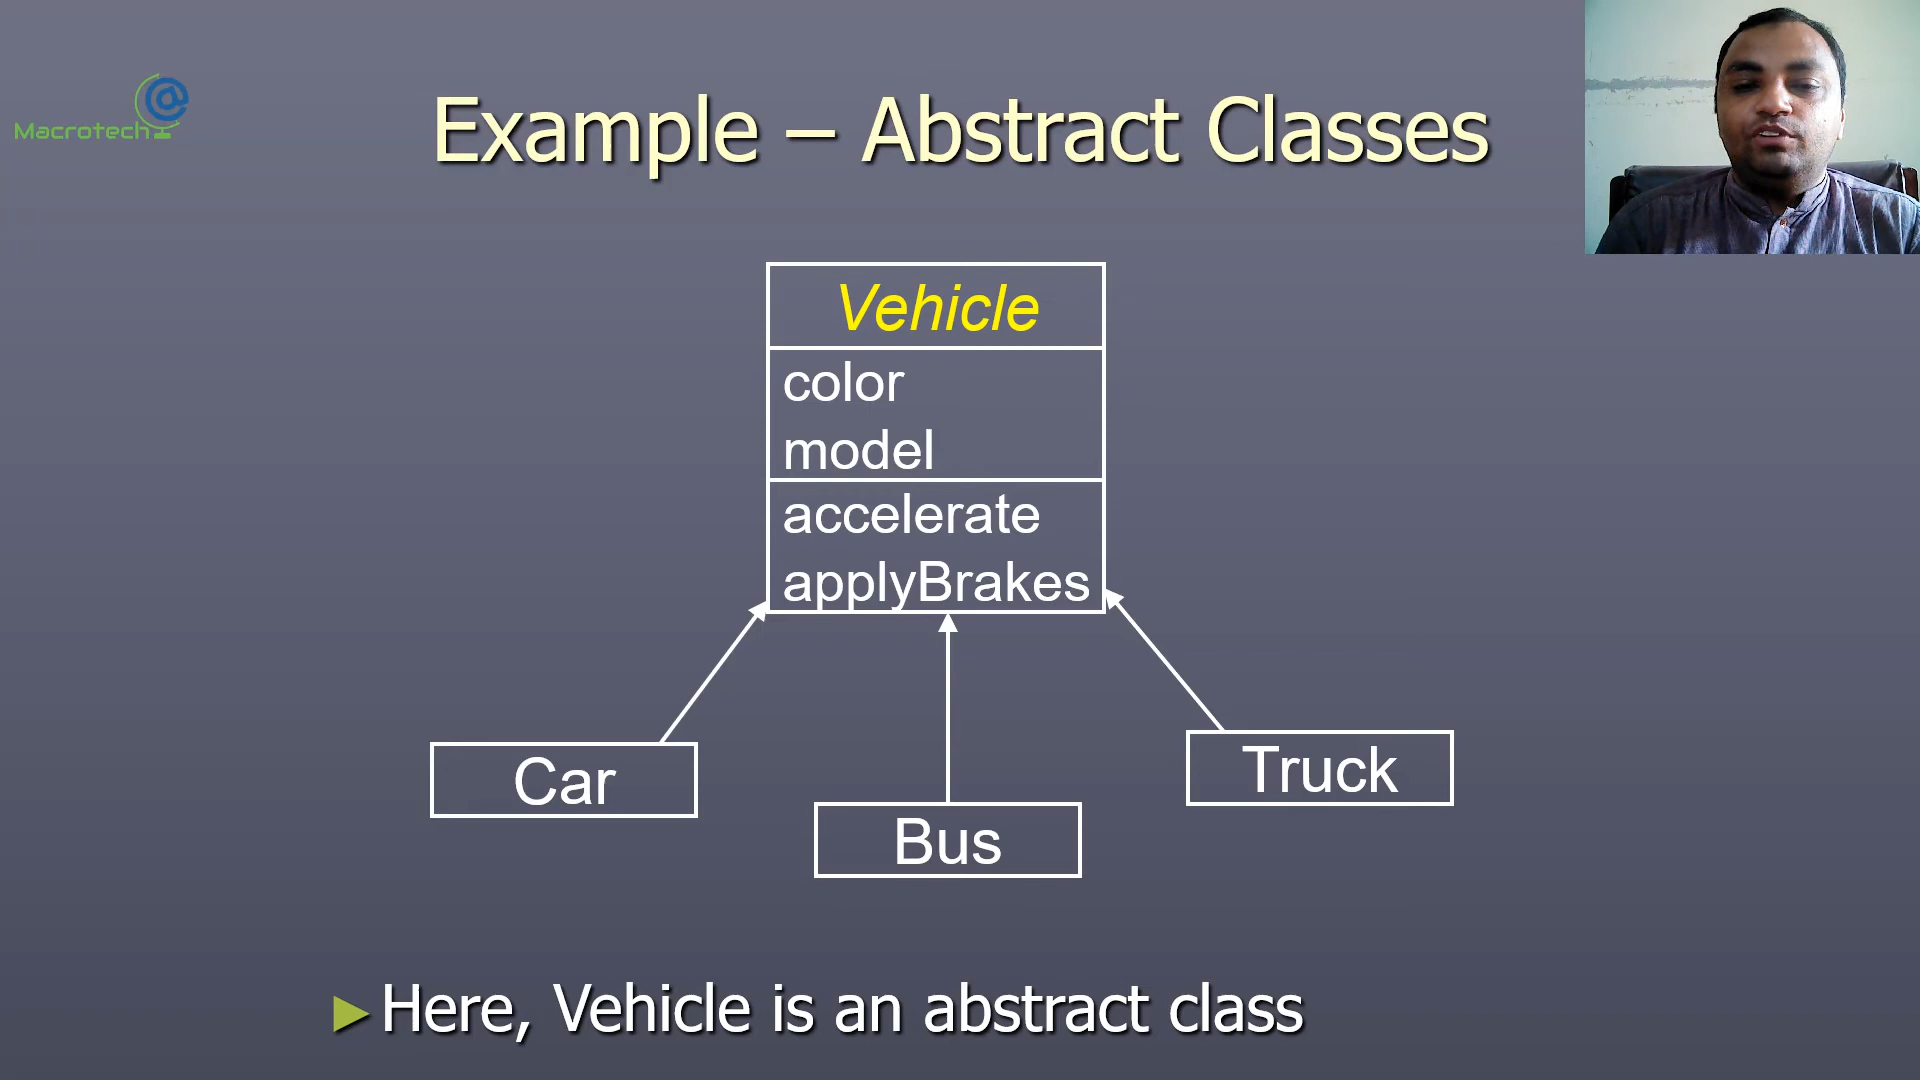 Macrotech
Example – Abstract Classes
Vehicle
color
model
accelerate
applyBrakes
Car
Bus
Truck
Here, Vehicle is an abstract class